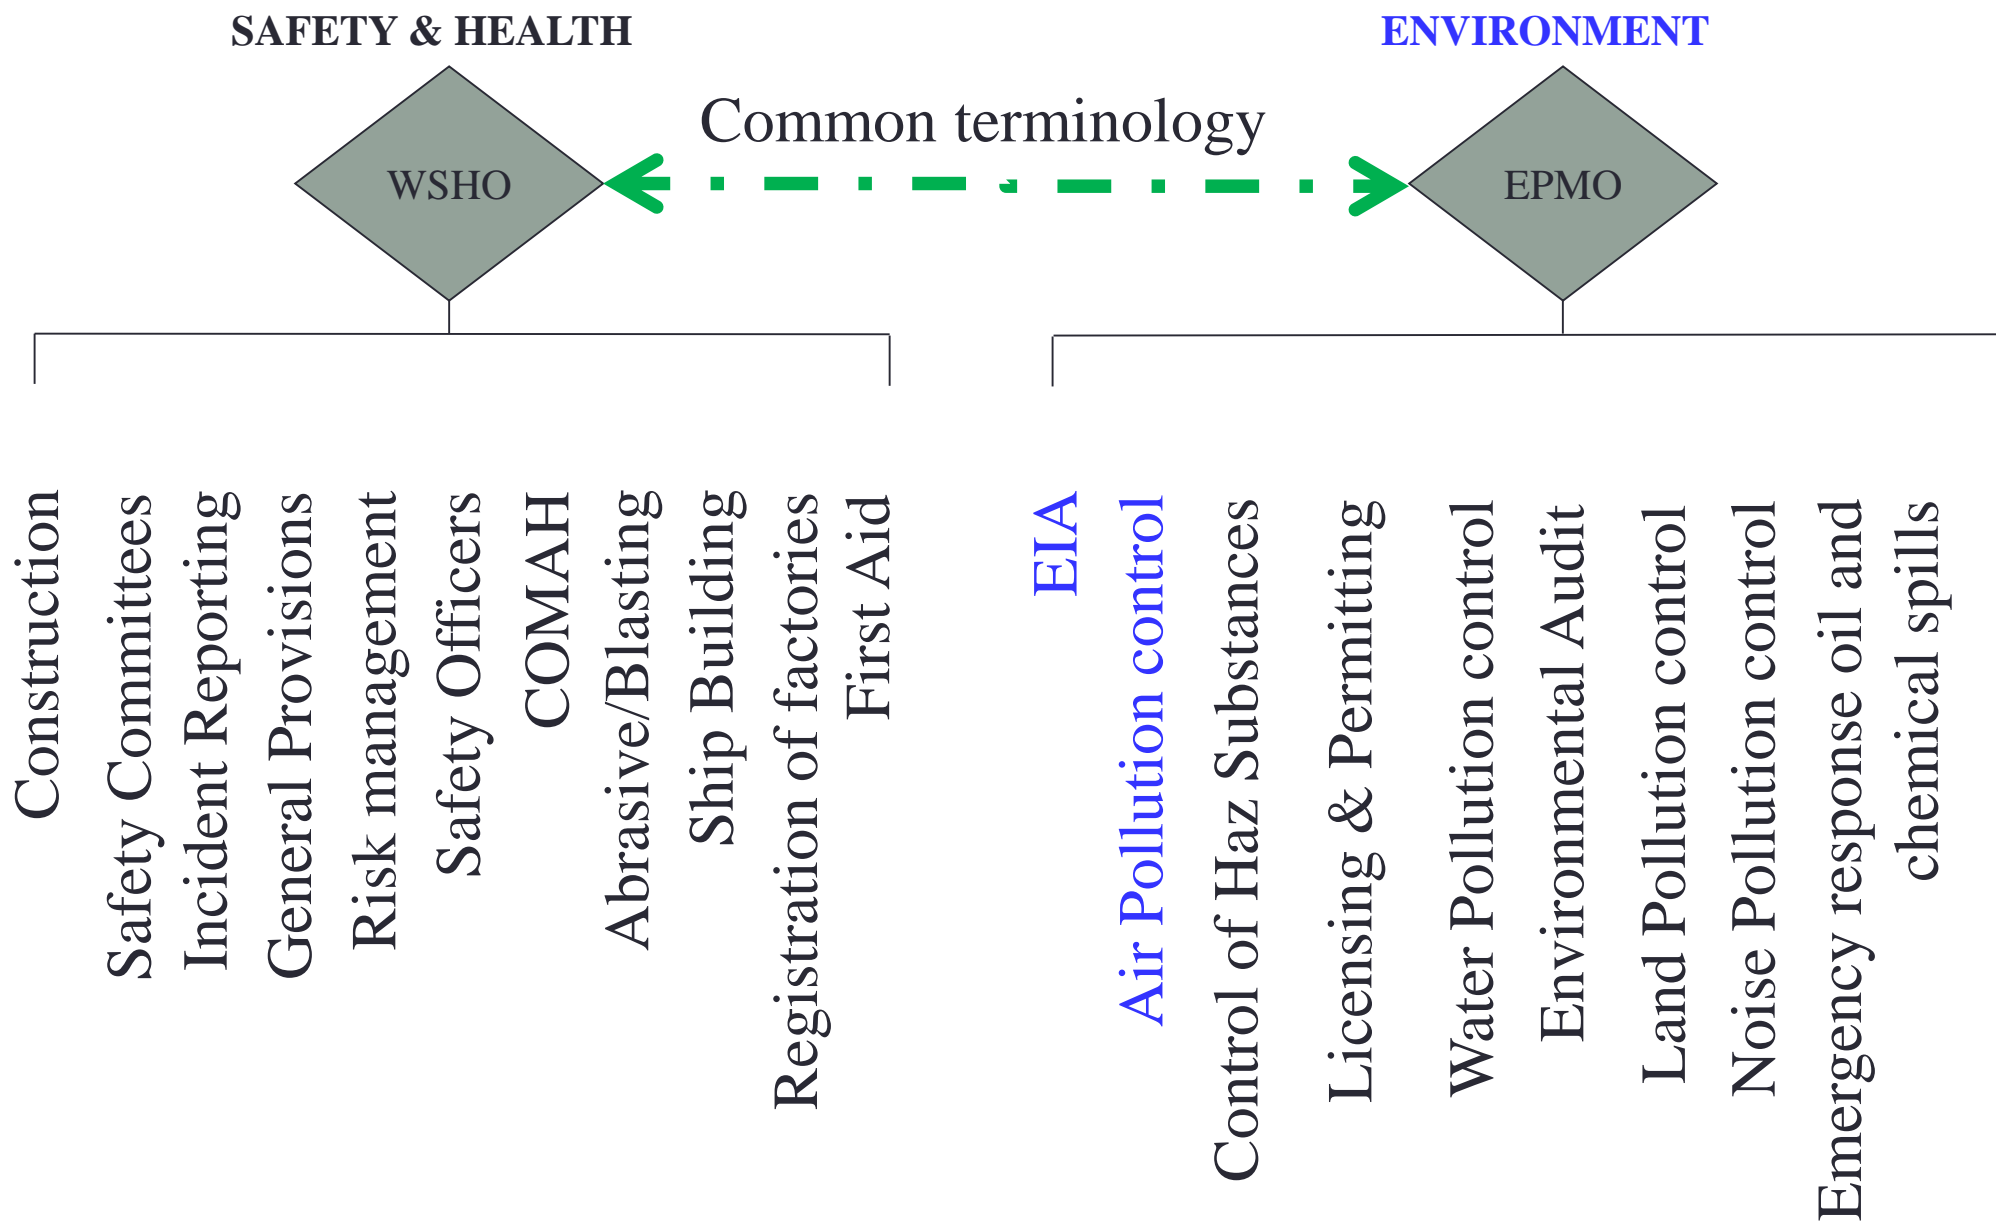 SAFETY & HEALTH
ENVIRONMENT
Common terminology
WSHO
EPMO
Construction
Safety Committees
Incident Reporting
General Provisions
Risk management
Safety Officers
COMAH
Abrasive/Blasting
Ship Building
Registration of factories
First Aid
EIA
Air Pollution control
Control of Haz Substances
Licensing & Permitting
Water Pollution control
Environmental Audit
Land Pollution control
Noise Pollution control
Emergency response oil and
chemical spills